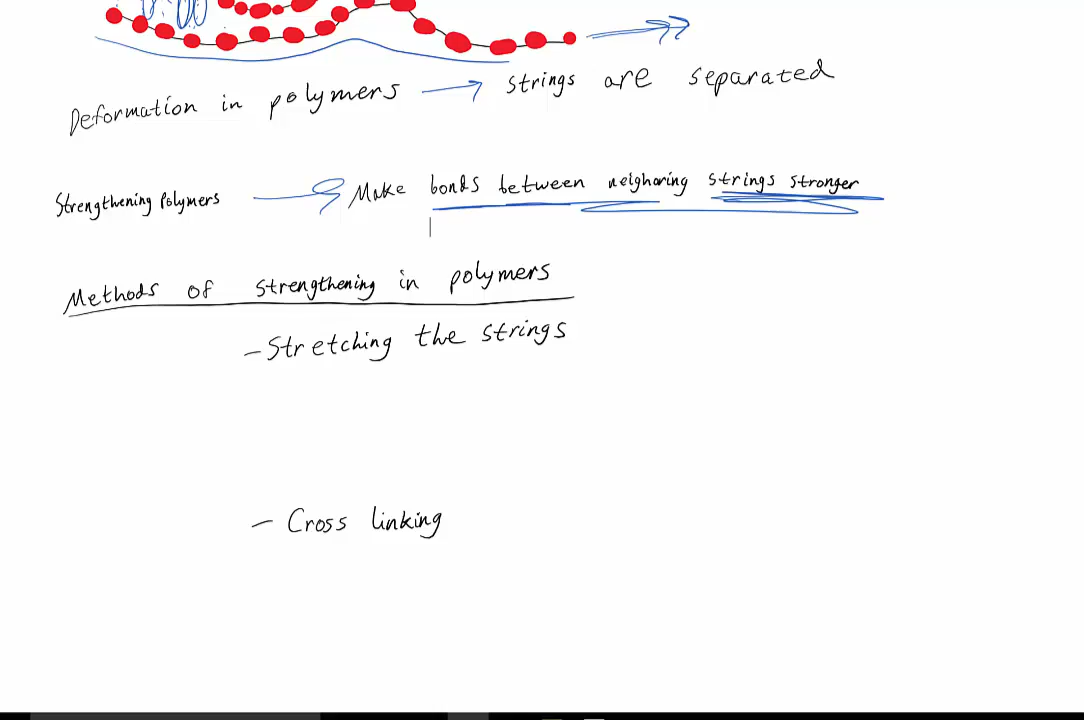 Deformation in polymers → strings are separated
Strengthening Polymers → Make bonds between neighoring strings stronger
Methods of strengthening in polymers
- Stretching the strings
- Cross linking